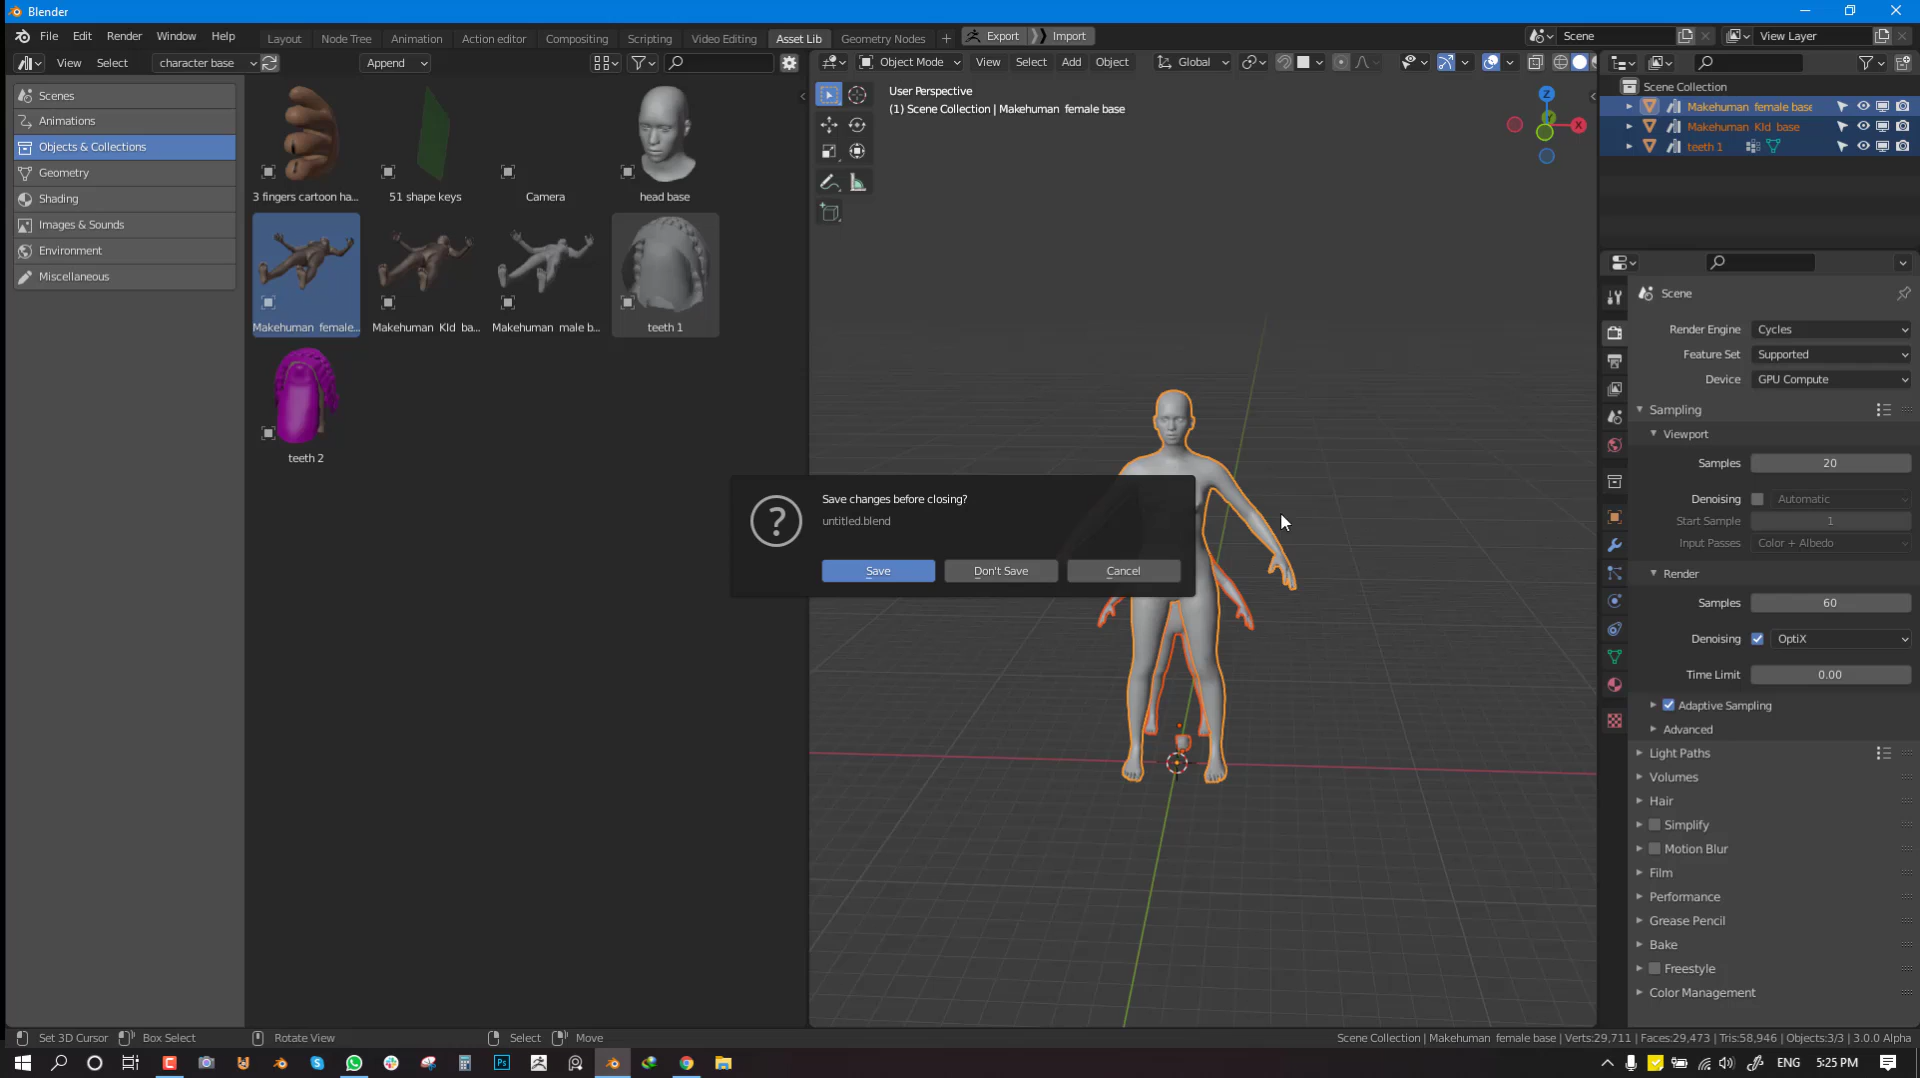 Blender
File Edit Render Window Help
Layout Node Tree Animation Action editor Compositing Scripting Video Editing Asset Lib Geometry Nodes + Export Import
Scene
View Layer
View Select character base Append
Object Mode View Select Add Object Global
Scenes
Animations
Objects & Collections
Geometry
Shading
Images & Sounds
Environment
Miscellaneous
3 fingers cartoon ha...
51 shape keys
Camera
head base
Makehuman female...
Makehuman KId ba...
Makehuman male b...
teeth 1
teeth 2
User Perspective
(1) Scene Collection | Makehuman female base
Z
Y
X
Save changes before closing?
untitled.blend
Save
Don't Save
Cancel
Scene Collection
Makehuman female base
Makehuman KId base
teeth 1
Scene
Render Engine Cycles
Feature Set Supported
Device GPU Compute
Sampling
Viewport
Samples 20
Denoising Automatic
Start Sample 1
Input Passes Color + Albedo
Render
Samples 60
Denoising OptiX
Time Limit 0.00
Adaptive Sampling
Advanced
Light Paths
Volumes
Hair
Simplify
Motion Blur
Film
Performance
Grease Pencil
Bake
Freestyle
Color Management
Set 3D Cursor Box Select Rotate View Select Move
Scene Collection | Makehuman female base | Verts:29,711 | Faces:29,473 | Tris:58,946 | Objects:3/3 | 3.0.0 Alpha
Ps
ENG 5:25 PM